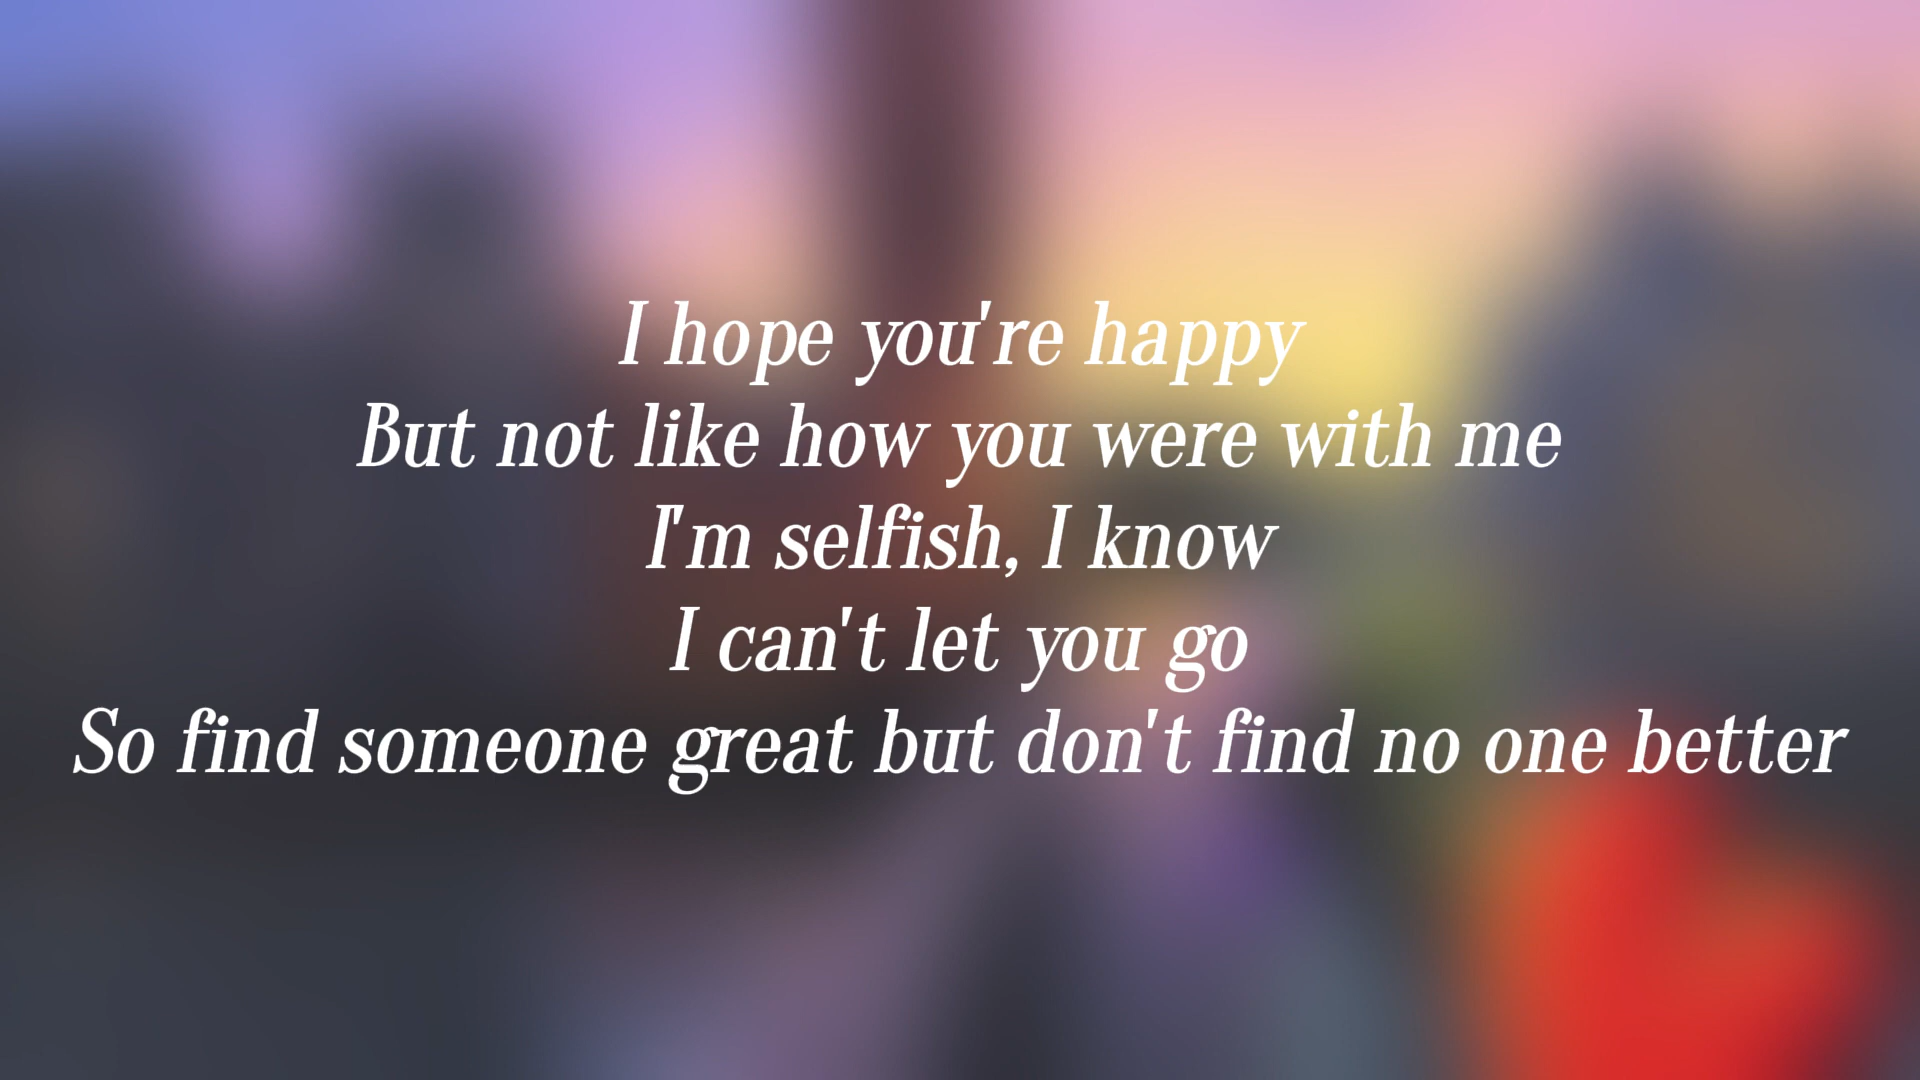 I hope you're happy
But not like how you were with me
I'm selfish, I know
I can't let you go
So find someone great but don't find no one better